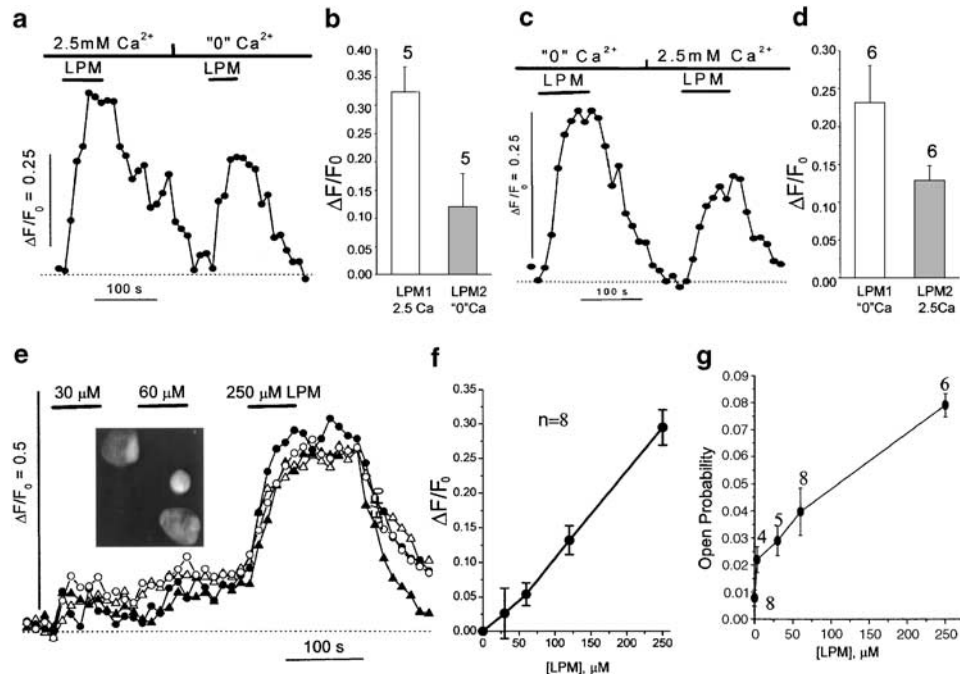 a
2.5mM Ca2+ "0" Ca2+
LPM LPM
ΔF/F0 = 0.25
100 s
b
ΔF/F0
0.40
0.35
0.30
0.25
0.20
0.15
0.10
0.05
0.00
5
5
LPM1 LPM2
2.5 Ca "0"Ca
c
"0" Ca2+ 2.5mM Ca2+
LPM LPM
ΔF/F0 = 0.25
100 s
d
ΔF/F0
0.30
0.25
0.20
0.15
0.10
0.05
0.00
6
6
LPM1 LPM2
"0"Ca 2.5Ca
e
30 μM 60 μM 250 μM LPM
ΔF/F0 = 0.5
100 s
f
ΔF/F0
0.35
0.30
0.25
0.20
0.15
0.10
0.05
0.00
n=8
0 50 100 150 200 250
[LPM], μM
g
Open Probability
0.09
0.08
0.07
0.06
0.05
0.04
0.03
0.02
0.01
0.00
8
4
5
8
6
0 50 100 150 200 250
[LPM], μM